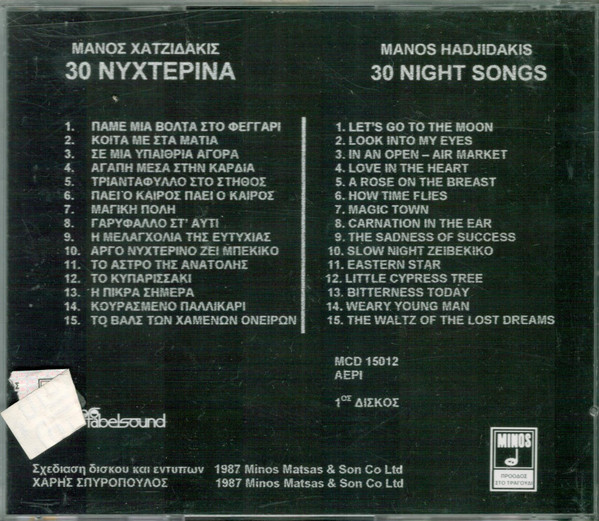 ΜΑΝΟΣ ΧΑΤΖΙΔΑΚΙΣ
30 ΝΥΧΤΕΡΙΝΑ
1. ΠΑΜΕ ΜΙΑ ΒΟΛΤΑ ΣΤΟ ΦΕΓΓΑΡΙ
2. ΚΟΙΤΑ ΜΕ ΣΤΑ ΜΑΤΙΑ
3. ΣΕ ΜΙΑ ΥΠΑΙΘΡΙΑ ΑΓΟΡΑ
4. ΑΓΑΠΗ ΜΕΣΑ ΣΤΗΝ ΚΑΡΔΙΑ
5. ΤΡΙΑΝΤΑΦΥΛΛΟ ΣΤΟ ΣΤΗΘΟΣ
6. ΠΑΕΙ Ο ΚΑΙΡΟΣ ΠΑΕΙ Ο ΚΑΙΡΟΣ
7. ΜΑΓΙΚΗ ΠΟΛΗ
8. ΓΑΡΥΦΑΛΛΟ ΣΤ' ΑΥΤΙ
9. Η ΜΕΛΑΓΧΟΛΙΑ ΤΗΣ ΕΥΤΥΧΙΑΣ
10. ΑΡΓΟ ΝΥΧΤΕΡΙΝΟ ΖΕΙ ΜΠΕΚΙΚΟ
11. ΤΟ ΑΣΤΡΟ ΤΗΣ ΑΝΑΤΟΛΗΣ
12. ΤΟ ΚΥΠΑΡΙΣΣΑΚΙ
13. Η ΠΙΚΡΑ ΣΗΜΕΡΑ
14. ΚΟΥΡΑΣΜΕΝΟ ΠΑΛΛΙΚΑΡΙ
15. ΤΟ ΒΑΛΣ ΤΩΝ ΧΑΜΕΝΩΝ ΟΝΕΙΡΩΝ
MANOS HADJIDAKIS
30 NIGHT SONGS
1. LET'S GO TO THE MOON
2. LOOK INTO MY EYES
3. IN AN OPEN – AIR MARKET
4. LOVE IN THE HEART
5. A ROSE ON THE BREAST
6. HOW TIME FLIES
7. MAGIC TOWN
8. CARNATION IN THE EAR
9. THE SADNESS OF SUCCESS
10. SLOW NIGHT ZEIBEKIKO
11. EASTERN STAR
12. LITTLE CYPRESS TREE
13. BITTERNESS TODAY
14. WEARY YOUNG MAN
15. THE WALTZ OF THE LOST DREAMS
MCD 15012
ΑΕΡΙ
1ΟΣ ΔΙΣΚΟΣ
fabelsound
MINOS
ΠΡΟΟΔΟΣ
ΣΤΟ ΤΡΑΓΟΥΔΙ
Σχεδιαση δισκου και εντυπων 1987 Minos Matsas & Son Co Ltd
ΧΑΡΗΣ ΣΠΥΡΟΠΟΥΛΟΣ 1987 Minos Matsas & Son Co Ltd